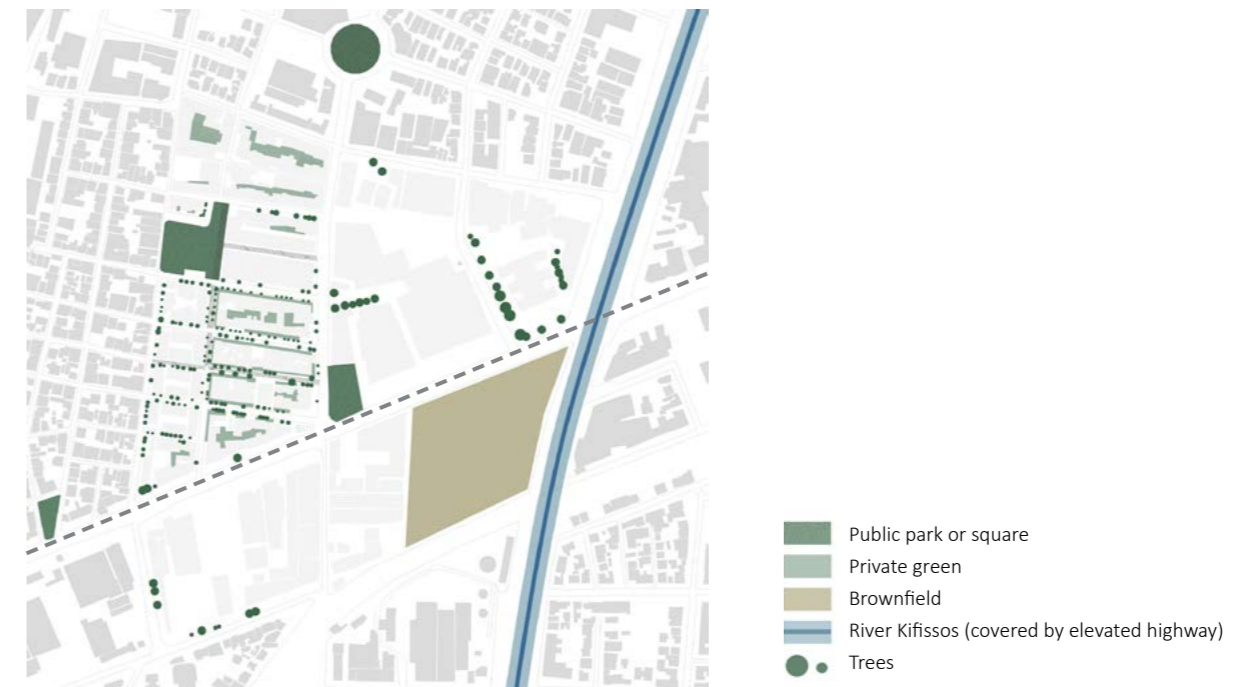 Public park or square
Private green
Brownfield
River Kifissos (covered by elevated highway)
Trees